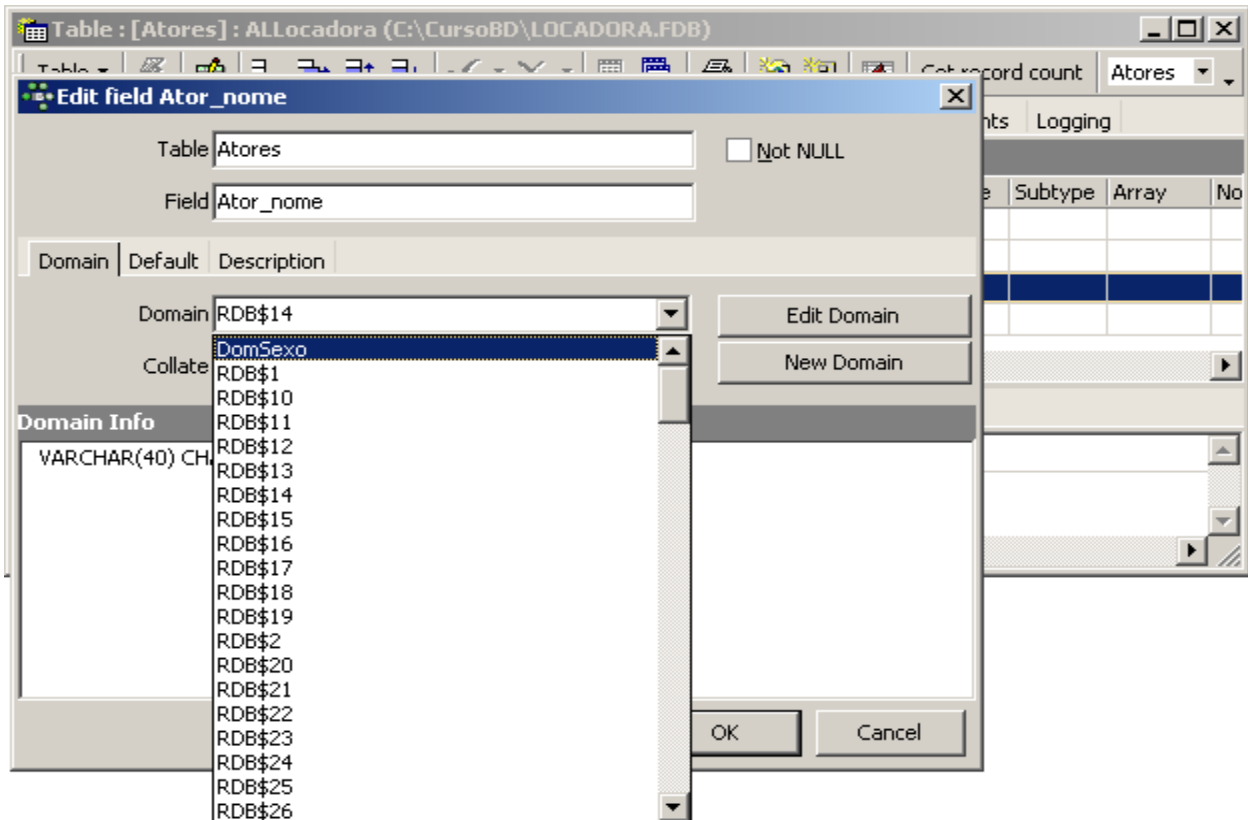 Table : [Atores] : ALLocadora (C:\CursoBD\LOCADORA.FDB)
Table Get record count Atores
Edit field Ator_nome
Logging
Table Atores Not NULL
Subtype Array No
Field Ator_nome
Domain Default Description
Domain RDB$14 Edit Domain
DomSexo
Collate New Domain
RDB$1
RDB$10
Domain Info
RDB$11
VARCHAR(40)
RDB$12
RDB$13
RDB$14
RDB$15
RDB$16
RDB$17
RDB$18
RDB$19
RDB$2
RDB$20
RDB$21
RDB$22
OK Cancel
RDB$23
RDB$24
RDB$25
RDB$26